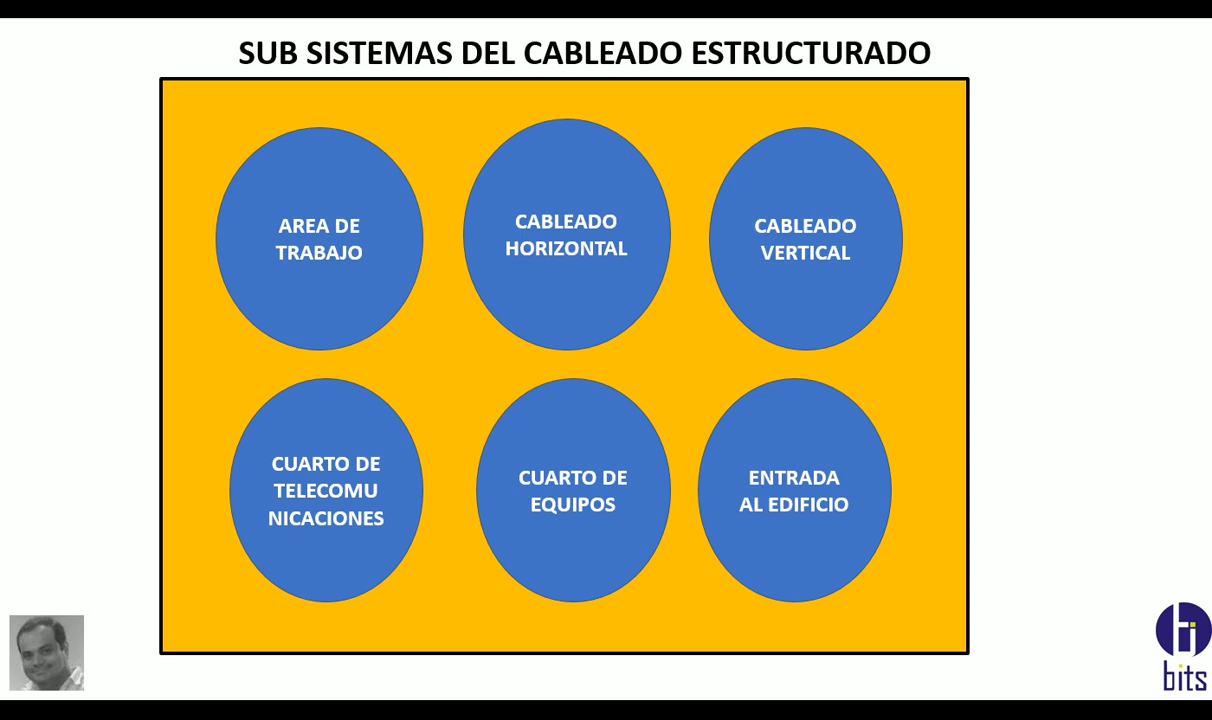 SUB SISTEMAS DEL CABLEADO ESTRUCTURADO
AREA DE
TRABAJO
CABLEADO
HORIZONTAL
CABLEADO
VERTICAL
CUARTO DE
TELECOMU
NICACIONES
CUARTO DE
EQUIPOS
ENTRADA
AL EDIFICIO
bits